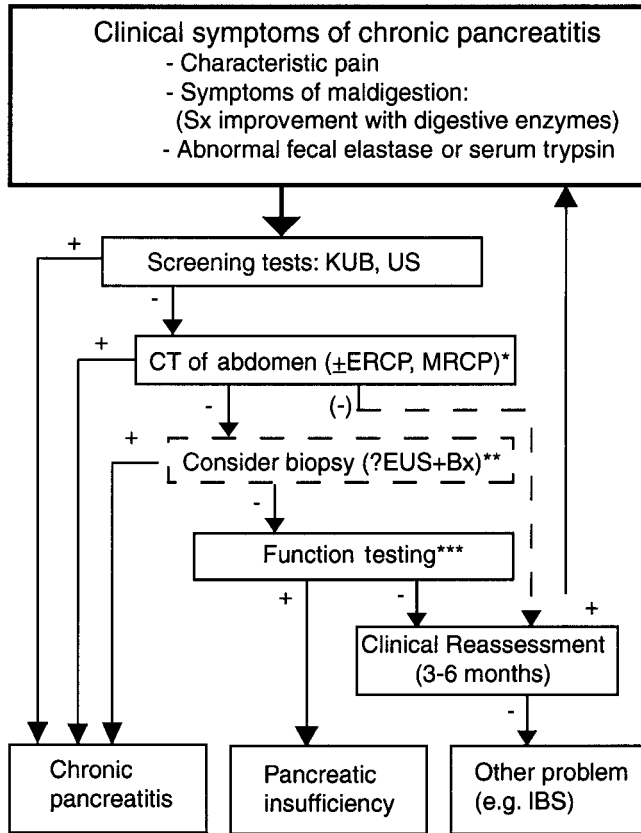 Clinical symptoms of chronic pancreatitis
- Characteristic pain
- Symptoms of maldigestion:
(Sx improvement with digestive enzymes)
- Abnormal fecal elastase or serum trypsin
+
Screening tests: KUB, US
-
+
CT of abdomen (±ERCP, MRCP)*
-
(-)
+
Consider biopsy (?EUS+Bx)**
-
Function testing***
+
-
+
Clinical Reassessment
(3-6 months)
-
Chronic
pancreatitis
Pancreatic
insufficiency
Other problem
(e.g. IBS)